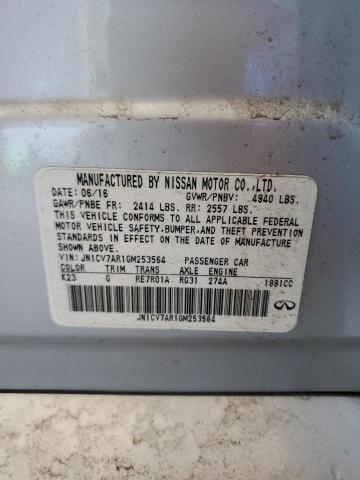 MANUFACTURED BY NISSAN MOTOR CO.,LTD.
DATE: 06/16 GVWR/PNBV: 4940 LBS.
GAWR/PNBE FR: 2414 LBS. RR: 2557 LBS.
THIS VEHICLE CONFORMS TO ALL APPLICABLE FEDERAL
MOTOR VEHICLE SAFETY, BUMPER, AND THEFT PREVENTION
STANDARDS IN EFFECT ON THE DATE OF
MANUFACTURE SHOWN ABOVE.
VIN: JN1CV7AR1GM253564 PASSENGER CAR
COLOR TRIM TRANS AXLE ENGINE
K23 G RE7R01A RG31 274A 1991CC
JN1CV7AR1GM253564